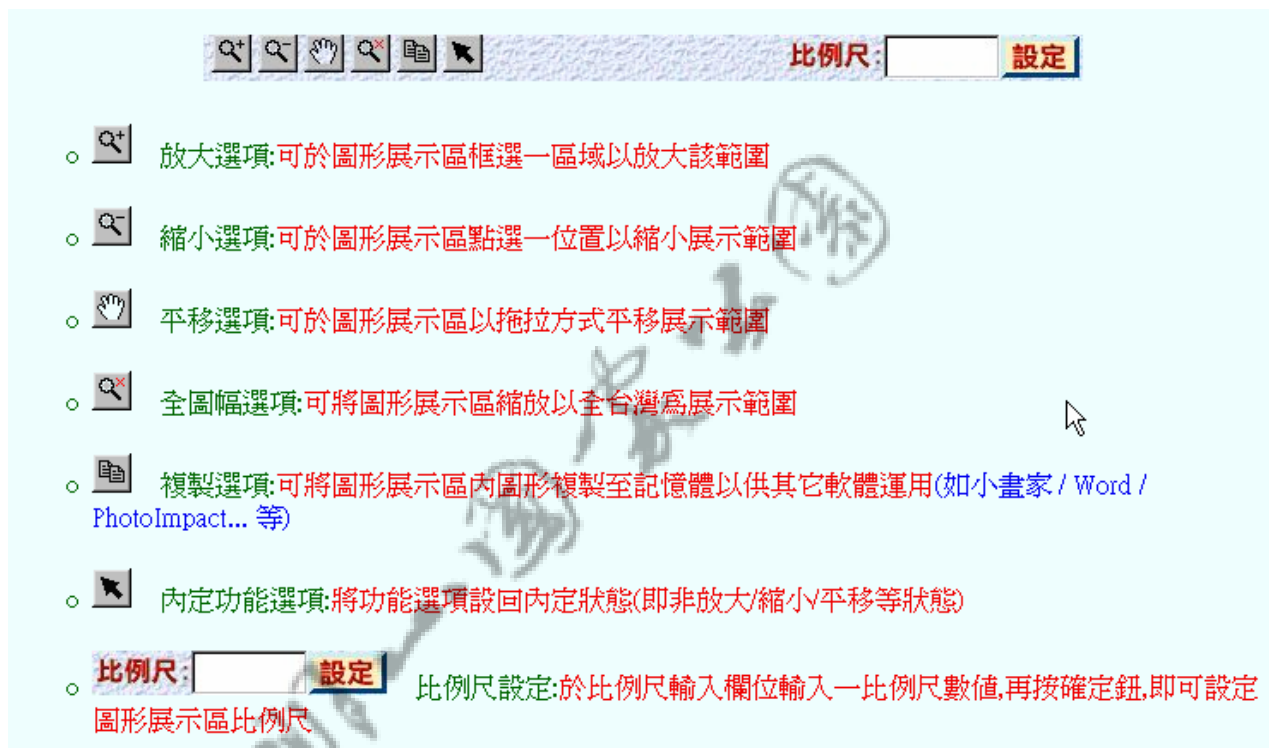 比例尺: 設定
放大選項:可於圖形展示區框選一區域以放大該範圍
縮小選項:可於圖形展示區點選一位置以縮小展示範圍
平移選項:可於圖形展示區以拖拉方式平移展示範圍
全圖幅選項:可將圖形展示區縮放以全台灣為展示範圍
複製選項:可將圖形展示區內圖形複製至記憶體以供其它軟體運用(如小畫家 / Word /
PhotoImpact... 等)
內定功能選項:將功能選項設回內定狀態(即非放大/縮小/平移等狀態)
比例尺: 設定 比例尺設定:於比例尺輸入欄位輸入一比例尺數值,再按確定鈕,即可設定
圖形展示區比例尺